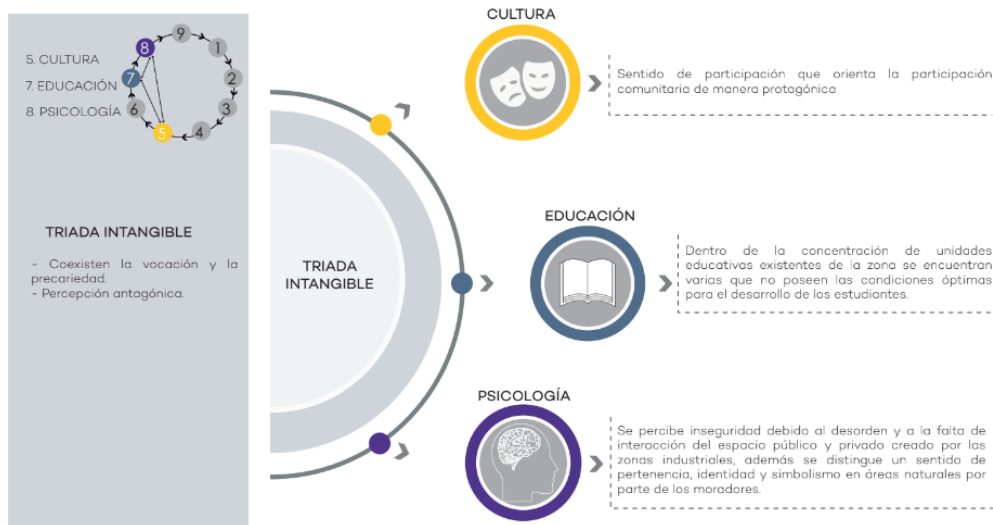 5. CULTURA
7. EDUCACIÓN
8. PSICOLOGÍA
9
1
2
3
4
5
6
7
8
TRIADA INTANGIBLE
- Coexisten la vocación y la
precariedad.
- Percepción antagónica.
TRIADA
INTANGIBLE
CULTURA
Sentido de participación que orienta la participación
comunitaria de manera protagónica
EDUCACIÓN
Dentro de la concentración de unidades
educativas existentes de la zona se encuentran
varias que no poseen las condiciones óptimas
para el desarrollo de los estudiantes.
PSICOLOGÍA
Se percibe inseguridad debido al desorden y a la falta de
interacción del espacio público y privado creado por las
zonas industriales, además se distingue un sentido de
pertenencia, identidad y simbolismo en áreas naturales por
parte de los moradores.